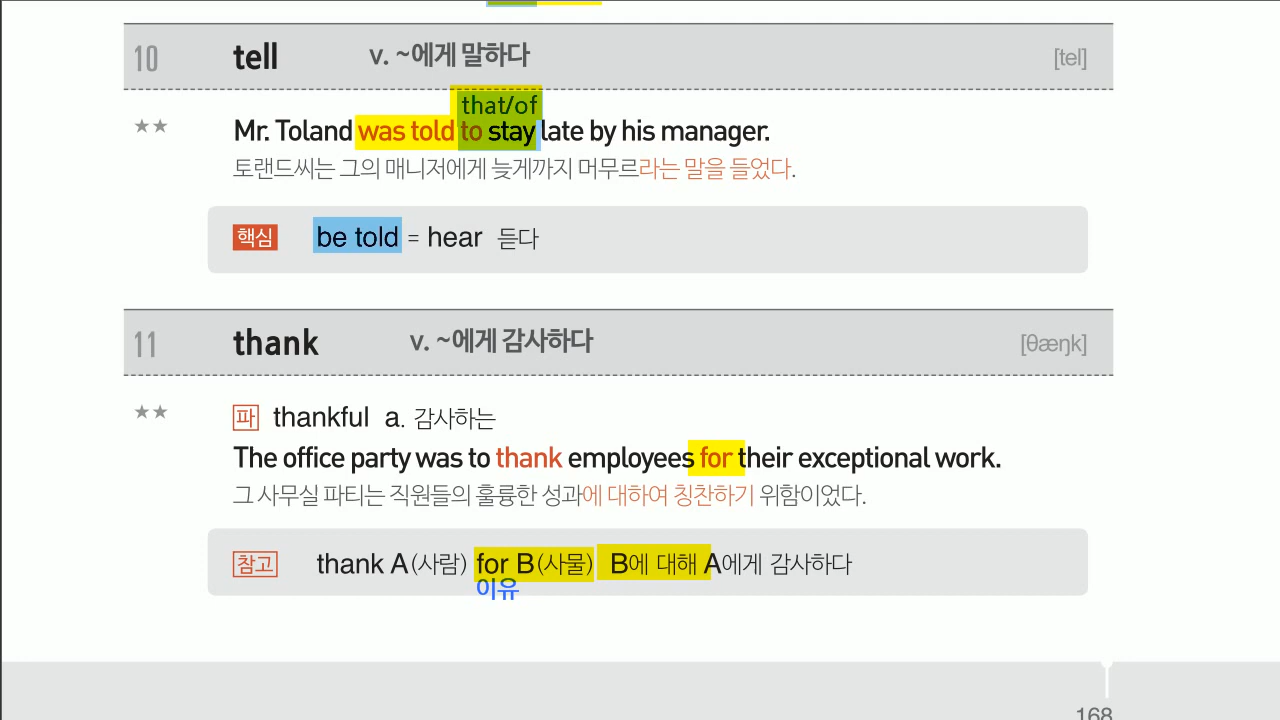 10 tell v. ~에게 말하다 [tel]
that/of
★★ Mr. Toland was told to stay late by his manager.
토랜드씨는 그의 매니저에게 늦게까지 머무르라는 말을 들었다.
핵심 be told = hear 듣다
11 thank v. ~에게 감사하다 [θæŋk]
★★ 파 thankful a. 감사하는
The office party was to thank employees for their exceptional work.
그 사무실 파티는 직원들의 훌륭한 성과에 대하여 칭찬하기 위함이었다.
참고 thank A(사람) for B(사물) B에 대해 A에게 감사하다
이유
168